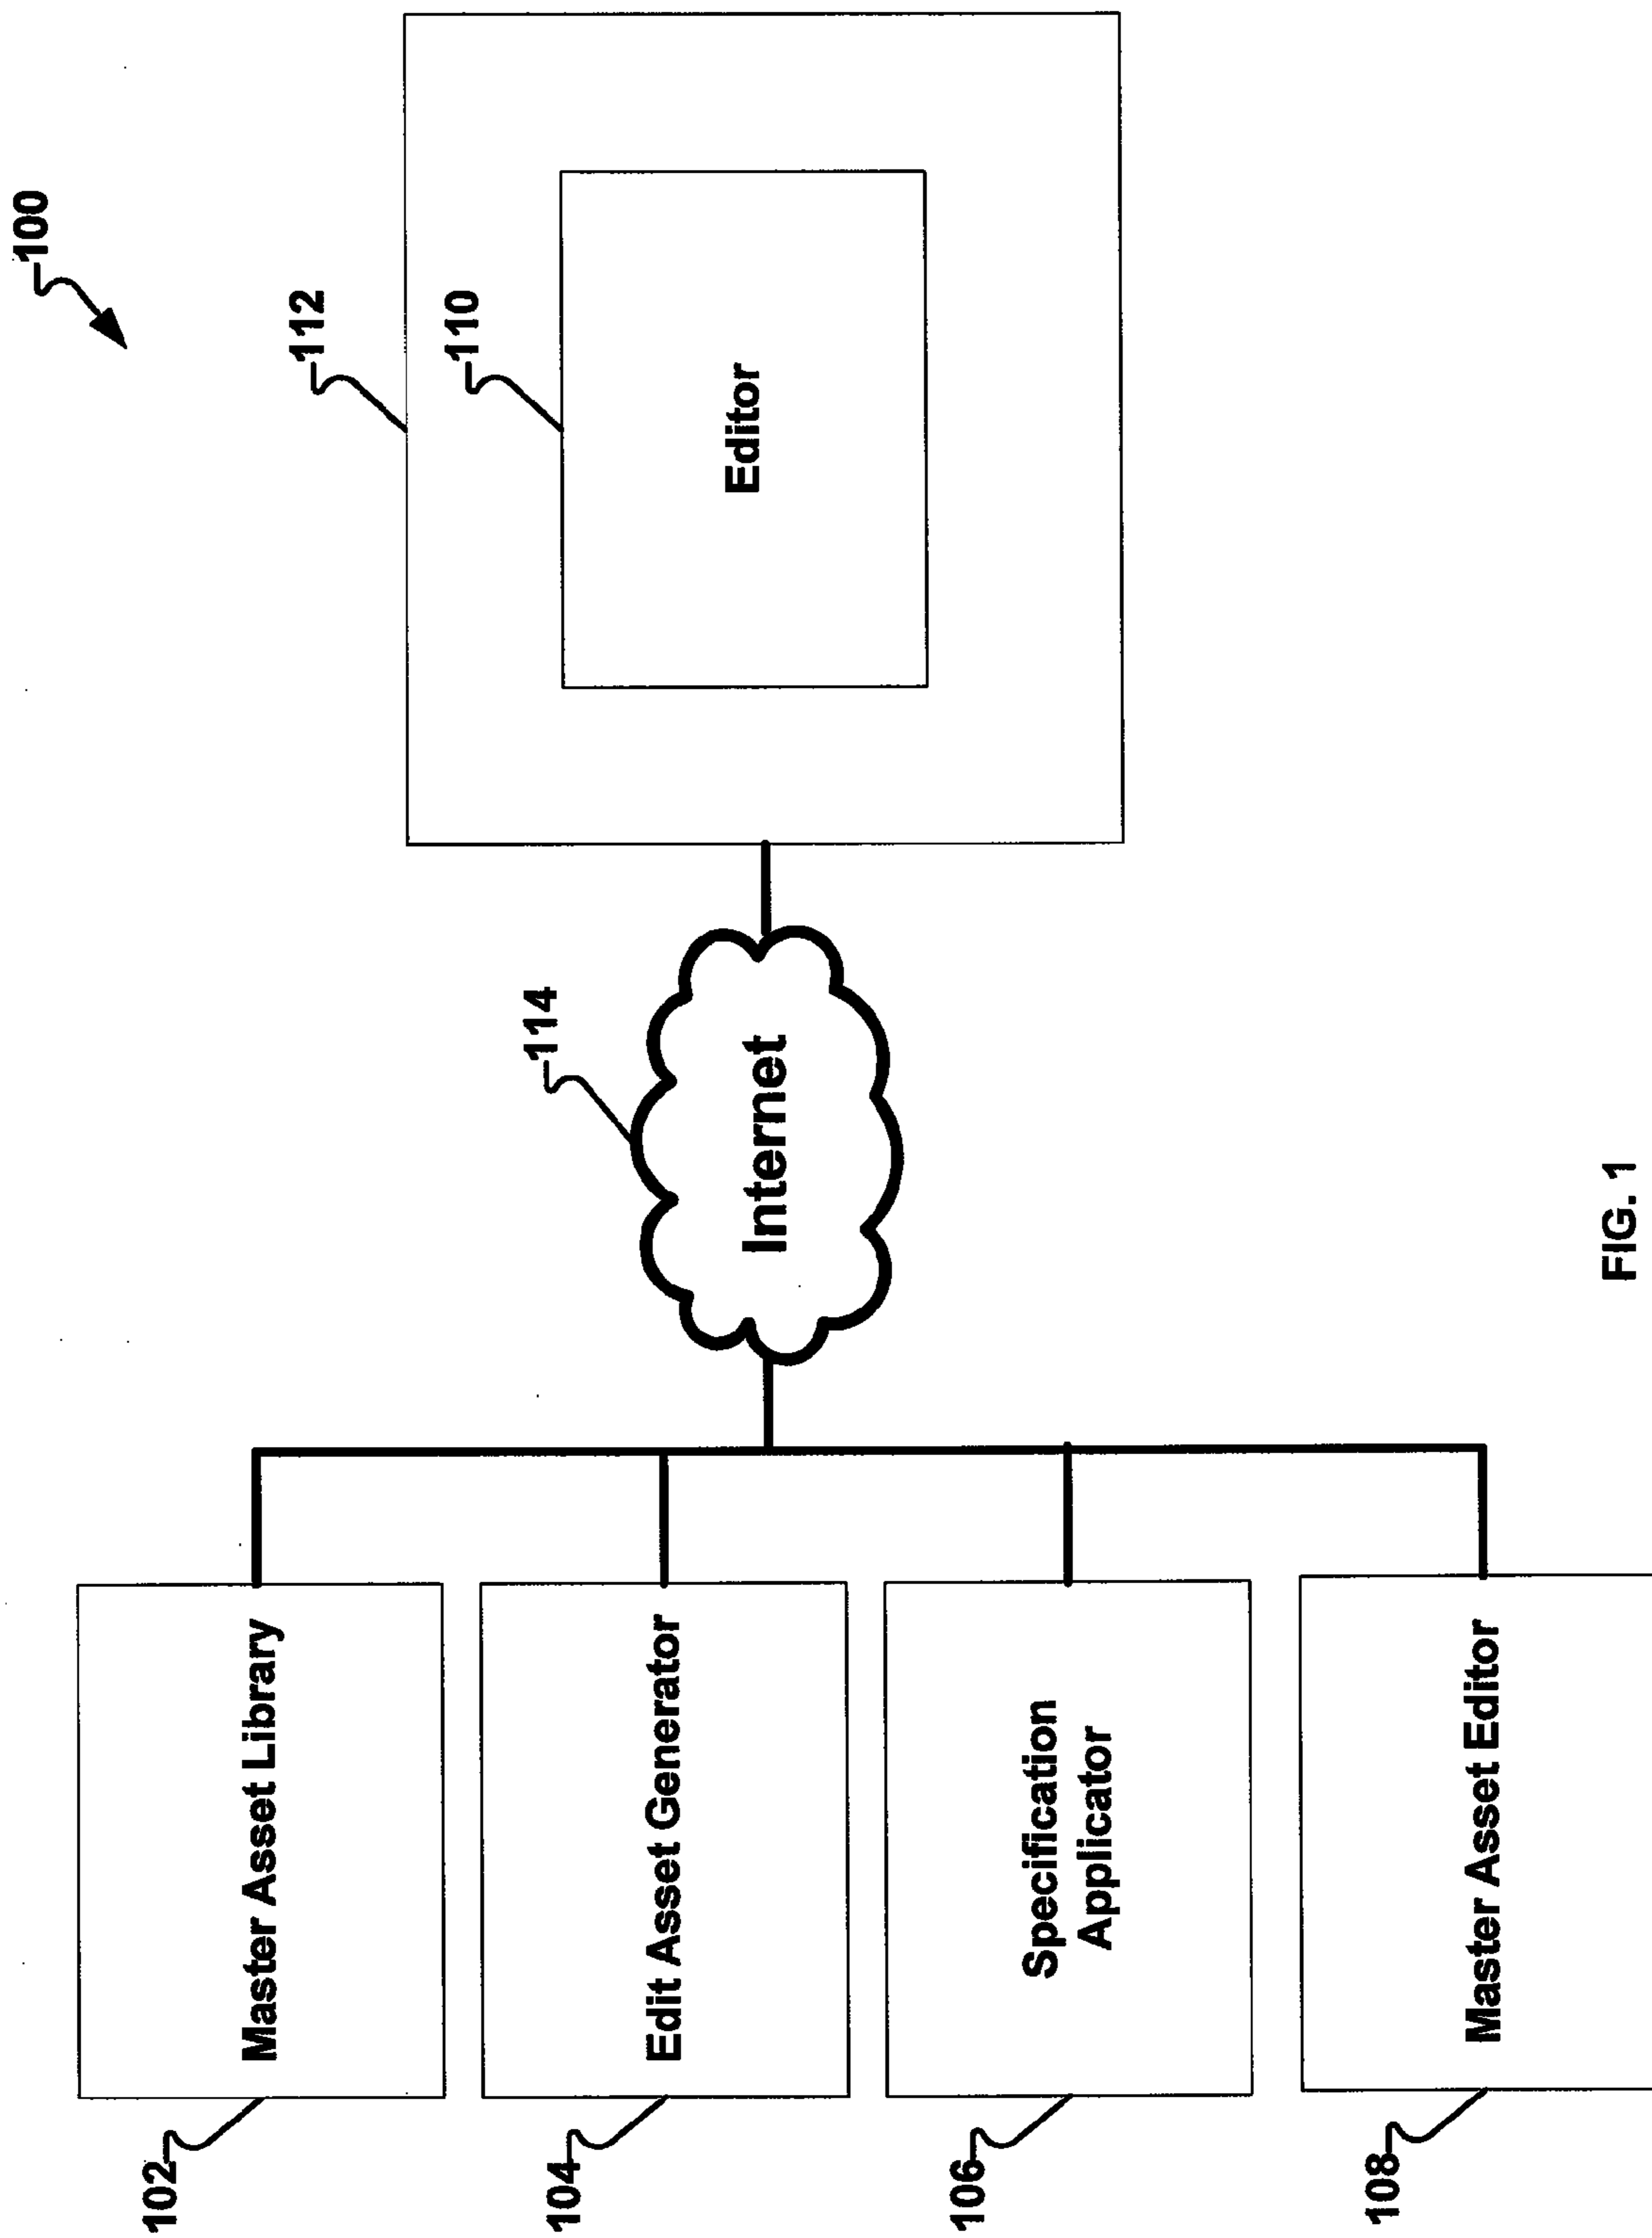 100
102
Master Asset Library
104
Edit Asset Generator
106
Specification
Applicator
108
Master Asset Editor
114
Internet
112
110
Editor
FIG. 1